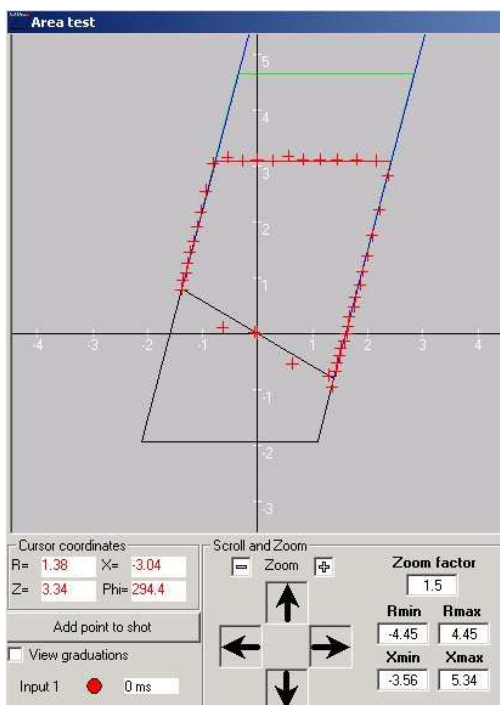 Area test
5
4
3
2
1
-4 -3 -2 -1 1 2 3 4
-1
-2
-3
Cursor coordinates
R= 1.38 X= -3.04
Z= 3.34 Phi= 294.4
Add point to shot
View graduations
Input 1 0 ms
Scroll and Zoom
- Zoom +
Zoom factor
1.5
Rmin Rmax
-4.45 4.45
Xmin Xmax
-3.56 5.34